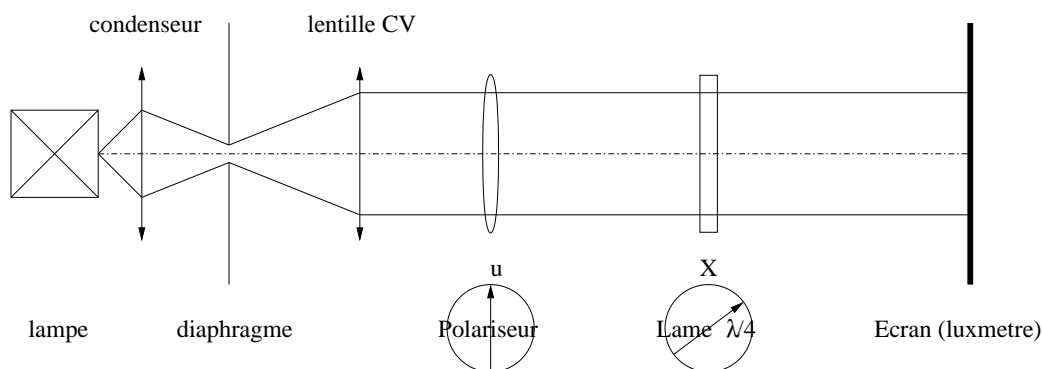 condenseur
lentille CV
u
X
lampe
diaphragme
Polariseur
Lame λ/4
Ecran (luxmetre)